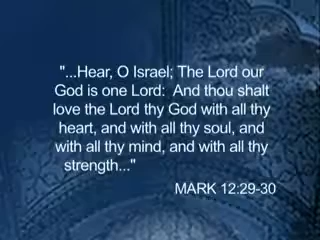 "...Hear, O Israel; The Lord our
God is one Lord:  And thou shalt
love the Lord thy God with all thy
heart, and with all thy soul, and
with all thy mind, and with all thy
strength..."
MARK 12:29-30